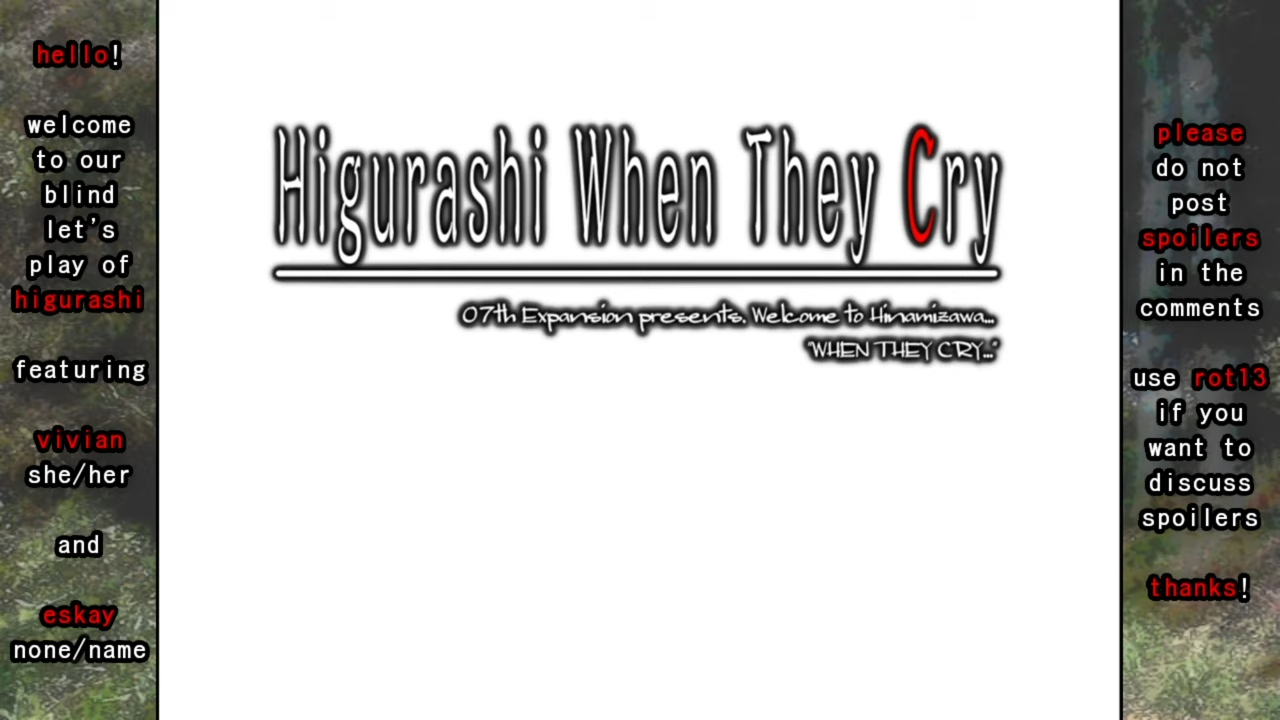 hello!
welcome
to our
blind
let's
play of
higurashi
featuring
vivian
she/her
and
eskay
none/name
Higurashi When They Cry
07th Expansion presents. Welcome to Hinamizawa...
"WHEN THEY CRY..."
please
do not
post
spoilers
in the
comments
use rot13
if you
want to
discuss
spoilers
thanks!